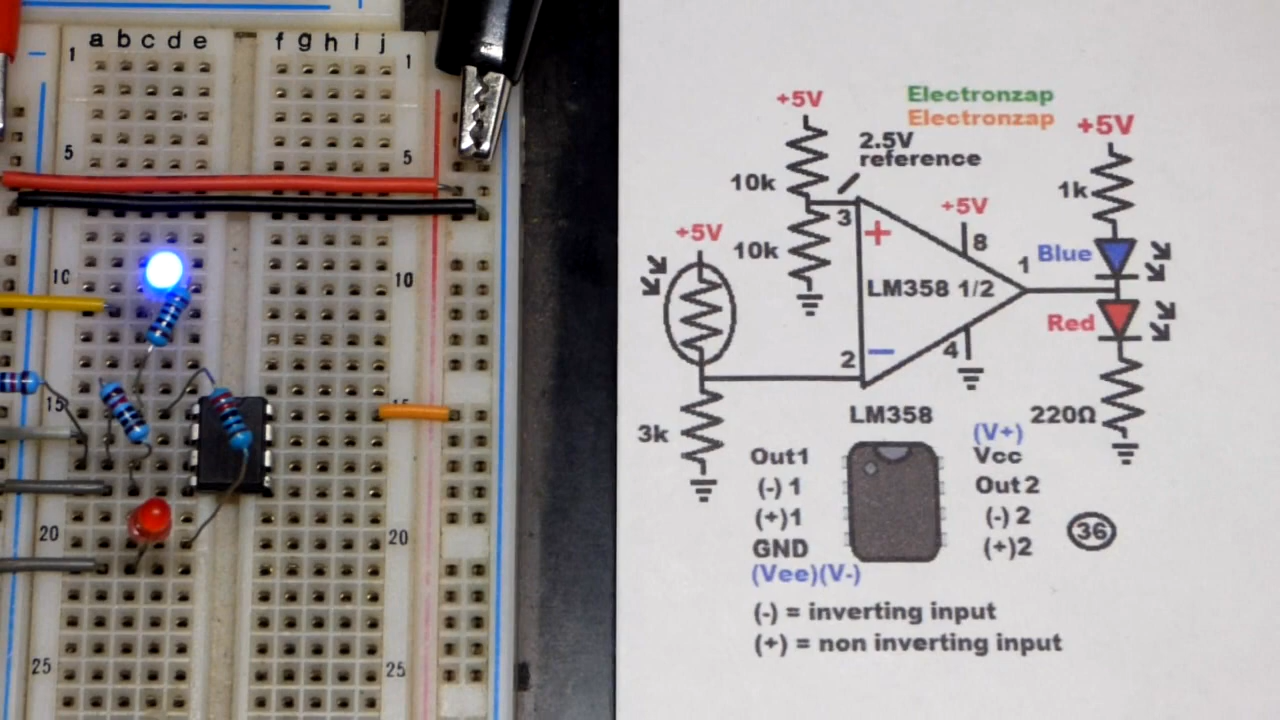 a b c d e f g h i j
1 1
5 5
10 10
15 15
20 20
25 25
Electronzap
Electronzap
+5V
+5V
2.5V
reference
10k
3
+
+5V
8
1k
+5V
10k
1
Blue
LM358 1/2
Red
2
−
4
3k
LM358
220Ω
(V+)
Out1
Vcc
(-) 1
Out 2
(+)1
(-) 2
GND
(+)2
36
(Vee)(V-)
(-) = inverting input
(+) = non inverting input